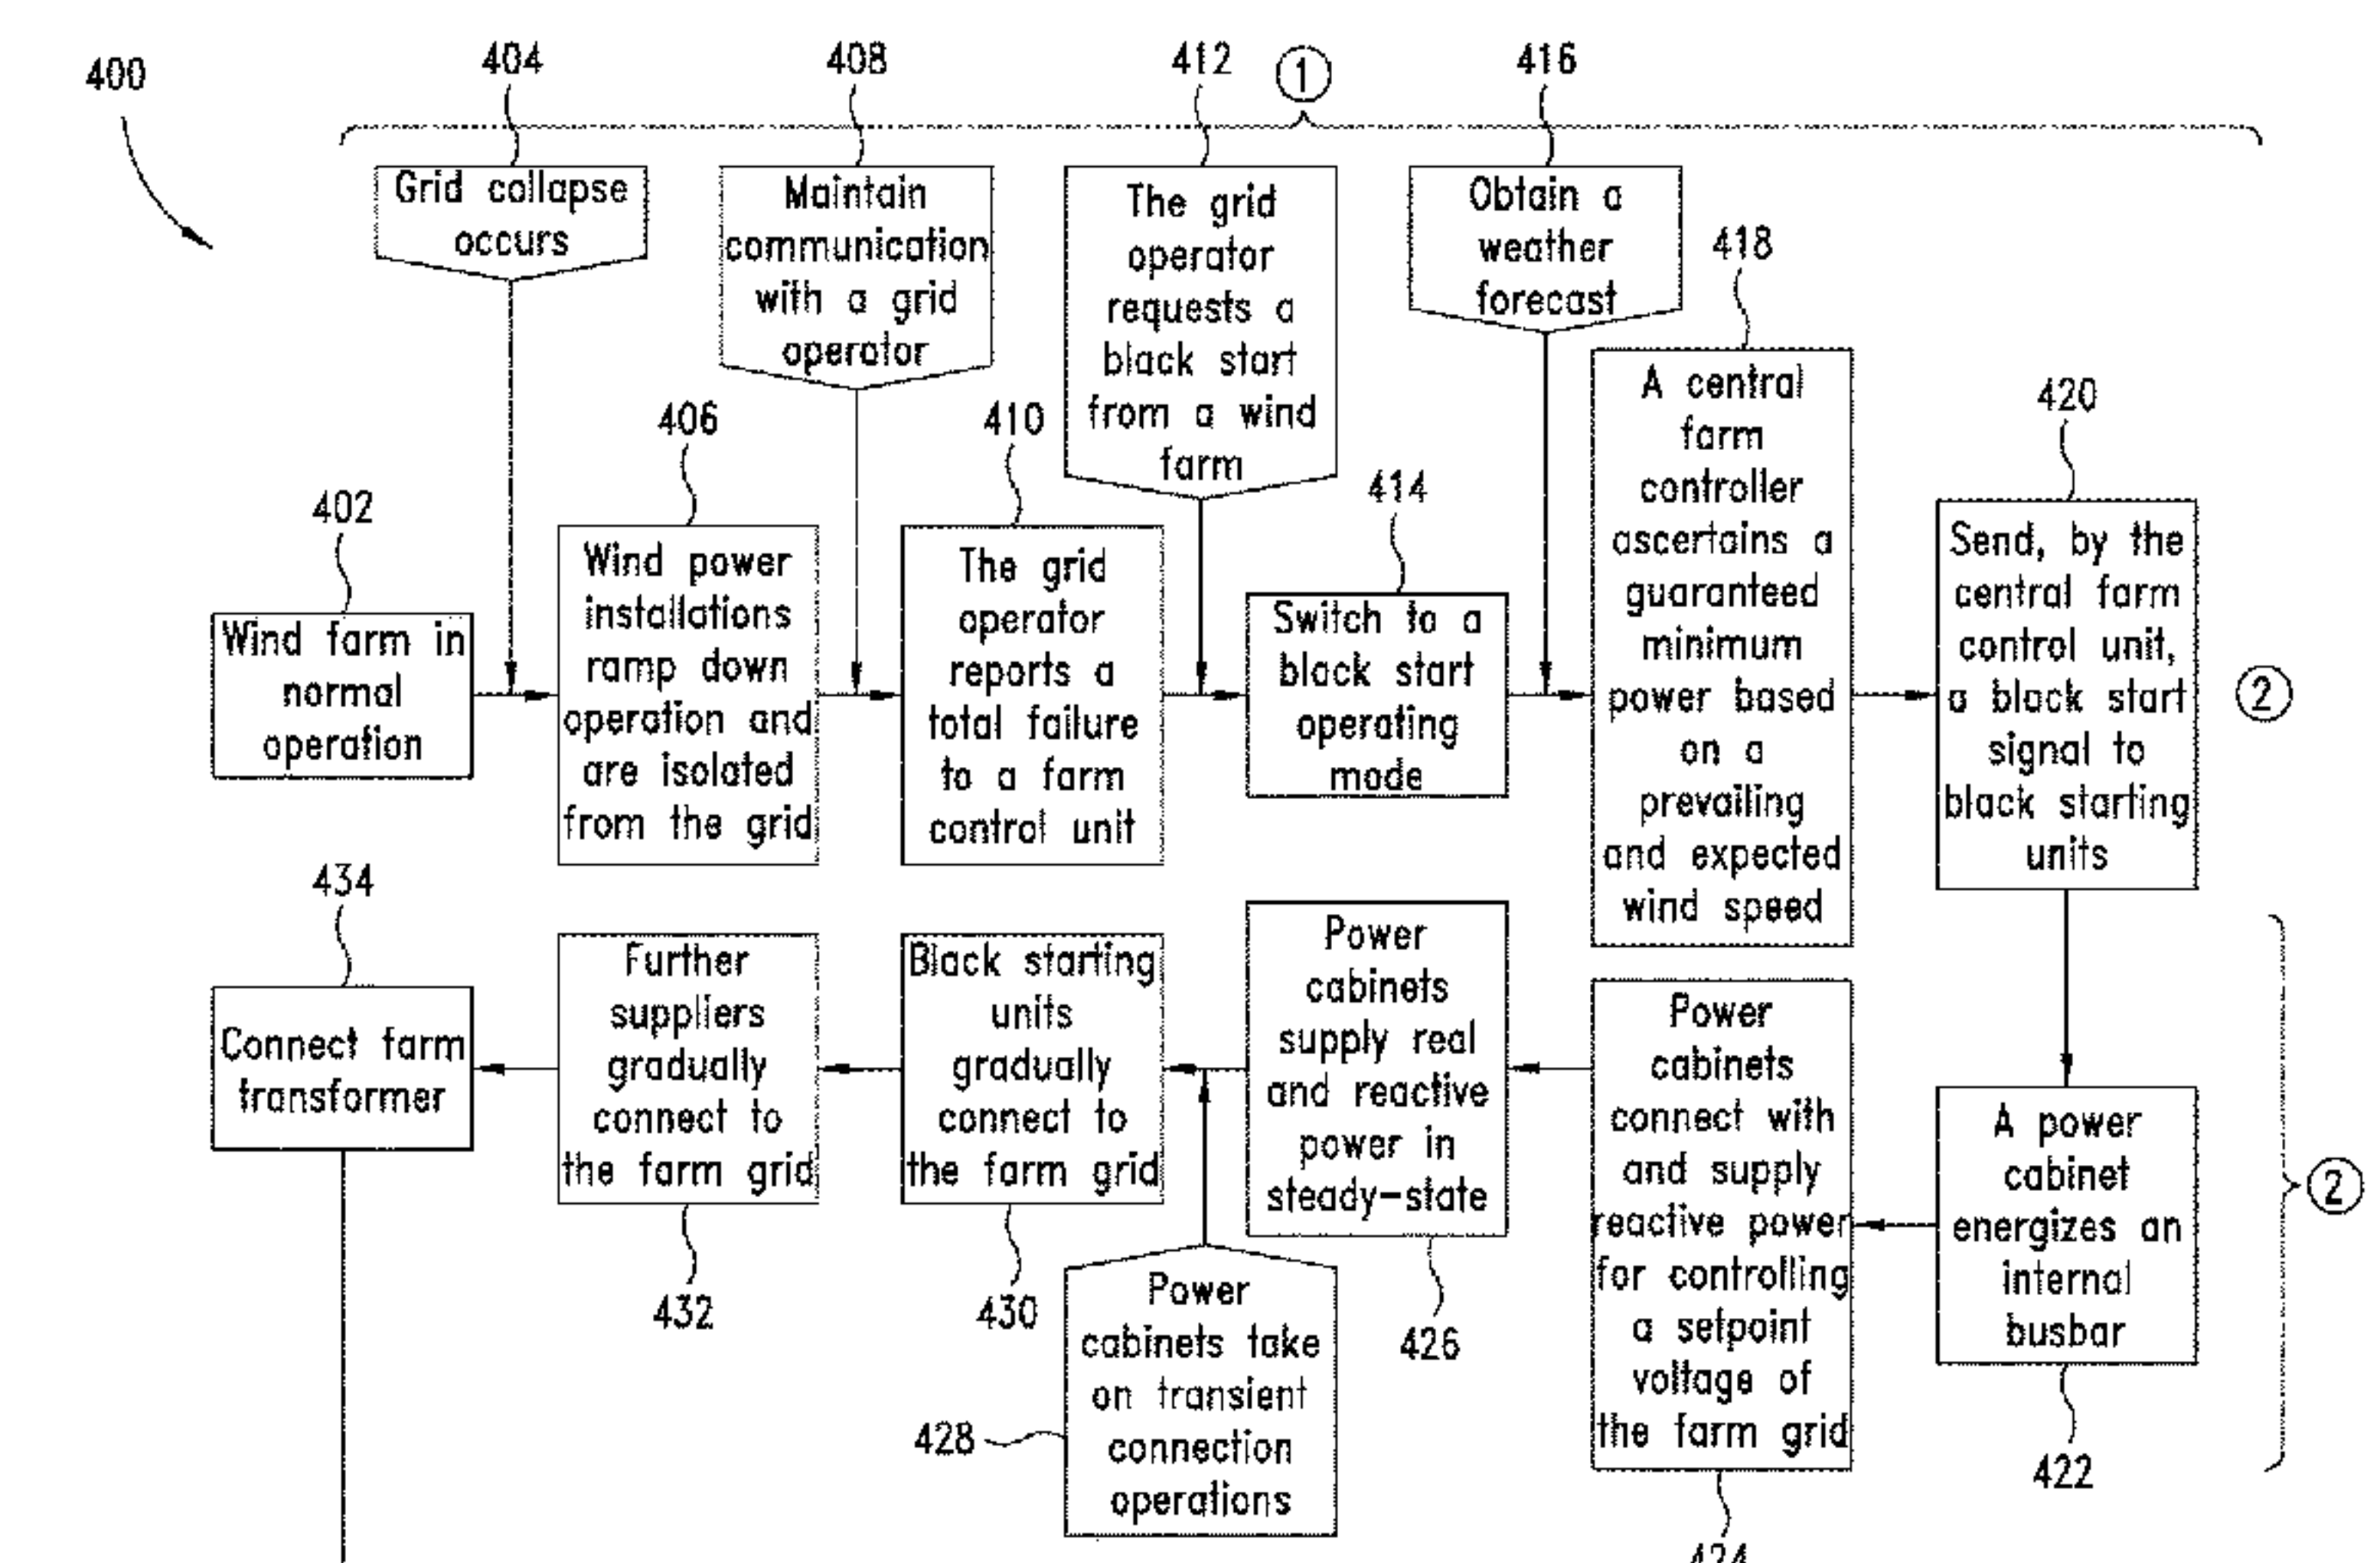 400
404
408
412
1
416
Grid collapse
occurs
Maintain
communication
with a grid
operator
The grid
operator
requests a
black start
from a wind
farm
Obtain a
weather
forecast
418
A central
farm
controller
ascertains a
guaranteed
minimum
power based
on a
prevailing
and expected
wind speed
420
Send, by the
central farm
control unit,
a black start
signal to
black starting
units
2
402
Wind farm in
normal
operation
406
Wind power
installations
ramp down
operation and
are isolated
from the grid
410
The grid
operator
reports a
total failure
to a farm
control unit
414
Switch to a
black start
operating
mode
434
Connect farm
transformer
Further
suppliers
gradually
connect to
the farm grid
432
Black starting
units
gradually
connect to
the farm grid
430
Power
cabinets
supply real
and reactive
power in
steady-state
426
Power
cabinets take
on transient
connection
operations
428
Power
cabinets
connect with
and supply
reactive power
for controlling
a setpoint
voltage of
the farm grid
424
A power
cabinet
energizes an
internal
busbar
422
2